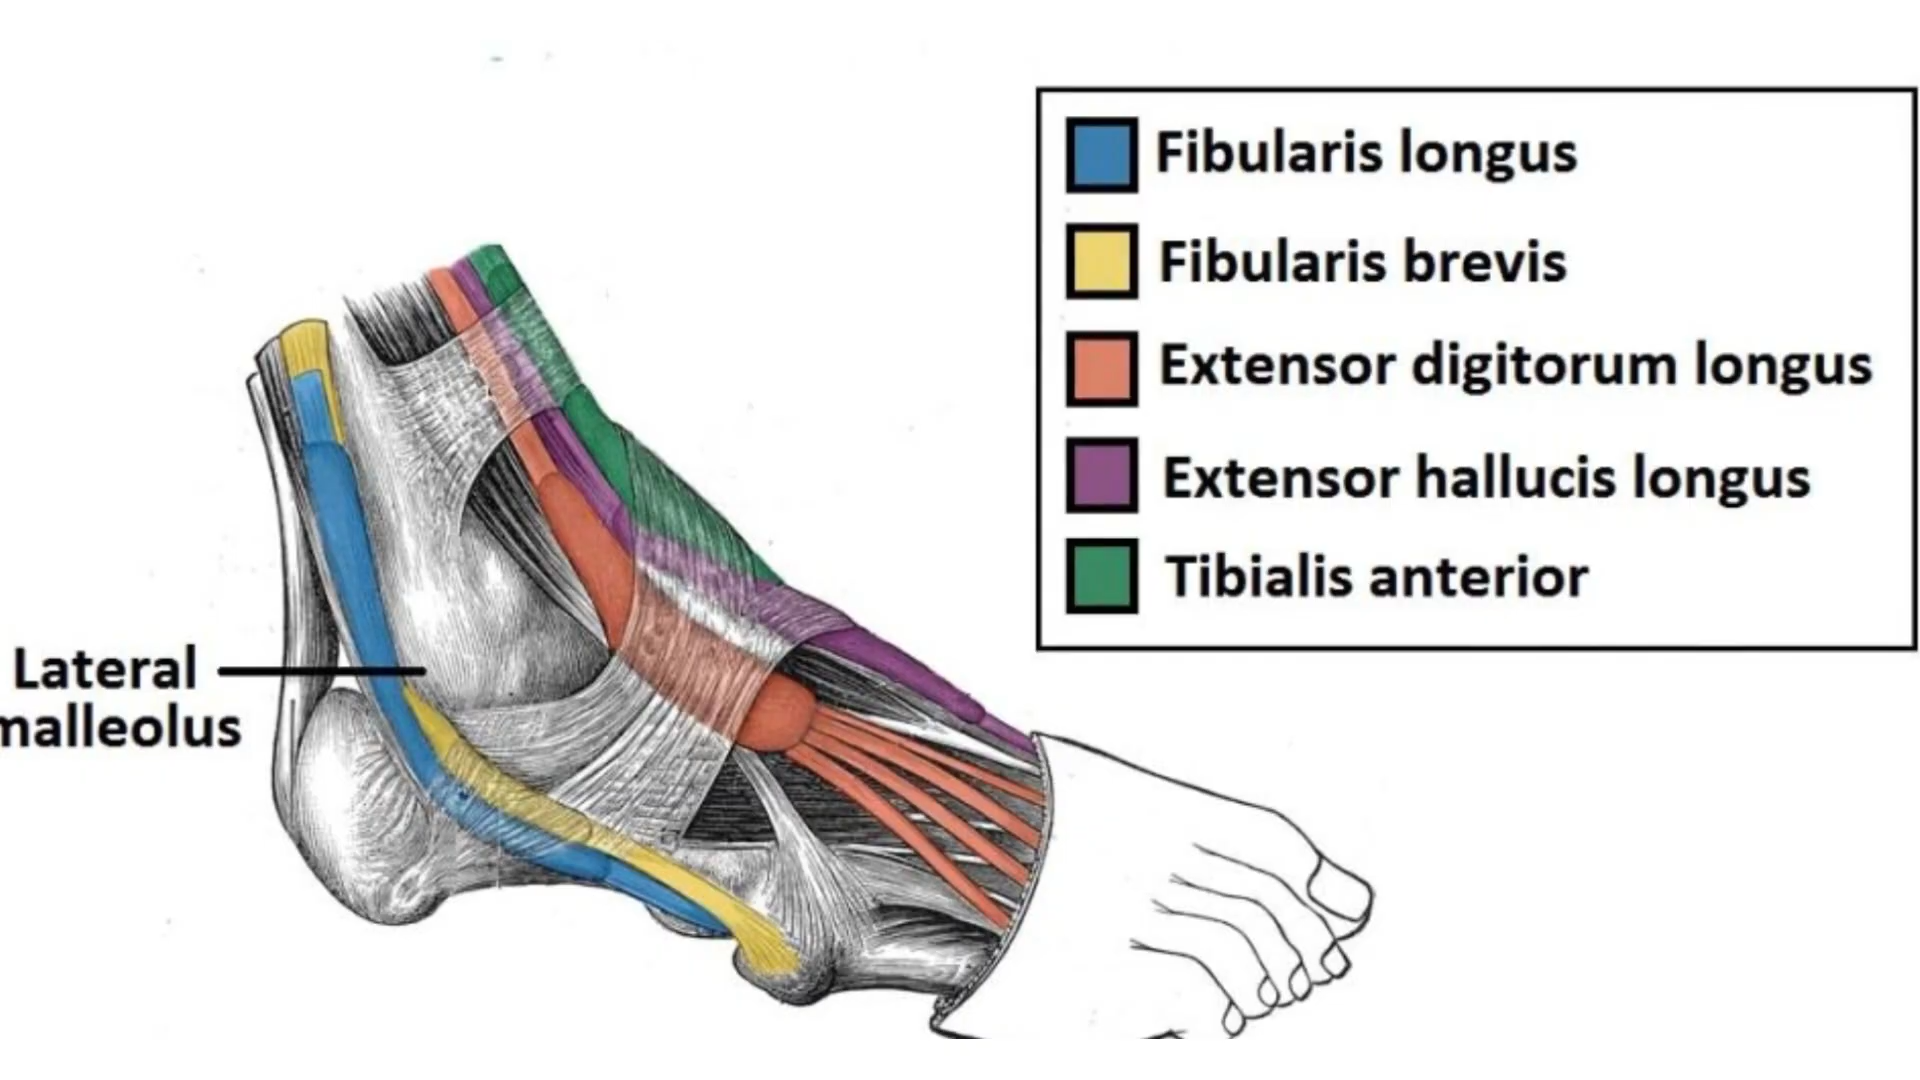 Fibularis longus
Fibularis brevis
Extensor digitorum longus
Extensor hallucis longus
Tibialis anterior
Lateral
malleolus